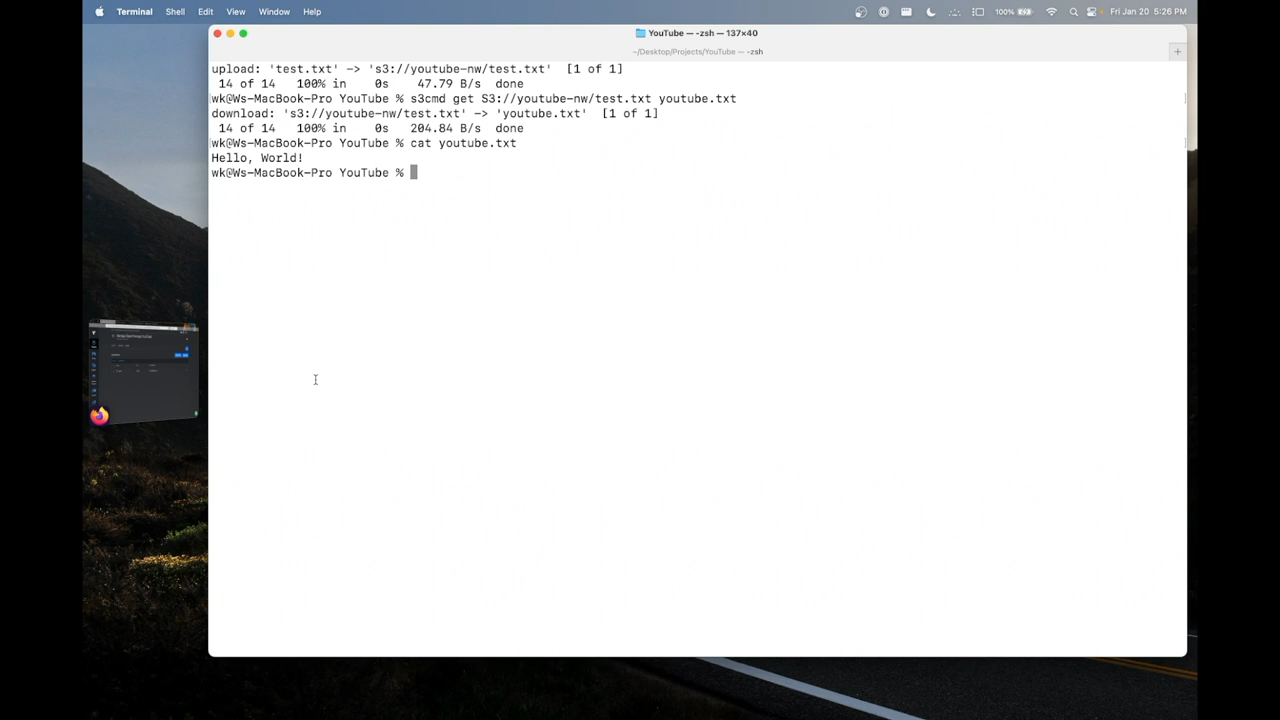 Terminal Shell Edit View Window Help 100% Fri Jan 20 5:26 PM
YouTube — -zsh — 137×40
~/Desktop/Projects/YouTube — -zsh
upload: 'test.txt' -> 's3://youtube-nw/test.txt' [1 of 1]
14 of 14 100% in 0s 47.79 B/s done
wk@Ws-MacBook-Pro YouTube % s3cmd get S3://youtube-nw/test.txt youtube.txt
download: 's3://youtube-nw/test.txt' -> 'youtube.txt' [1 of 1]
14 of 14 100% in 0s 204.84 B/s done
wk@Ws-MacBook-Pro YouTube % cat youtube.txt
Hello, World!
wk@Ws-MacBook-Pro YouTube %